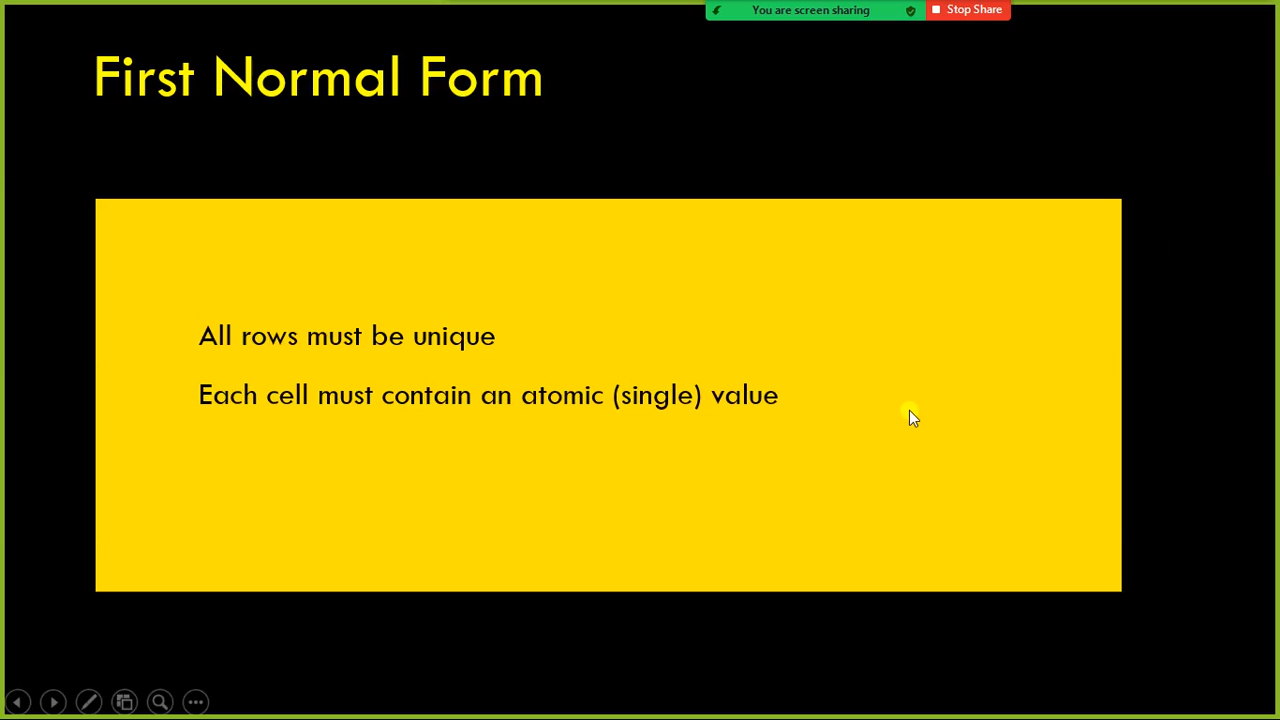 You are screen sharing
Stop Share
First Normal Form
All rows must be unique
Each cell must contain an atomic (single) value